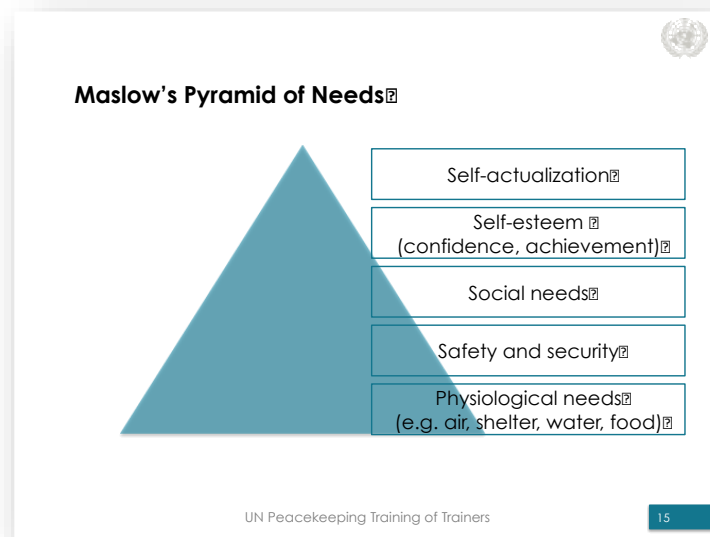 Maslow’s Pyramid of Needs
Self-actualization
Self-esteem
(confidence, achievement)
Social needs
Safety and security
Physiological needs
(e.g. air, shelter, water, food)
UN Peacekeeping Training of Trainers
15